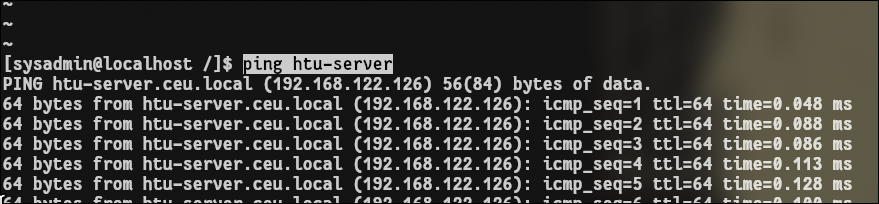 ~
~
~
[sysadmin@localhost /]$ ping htu-server
PING htu-server.ceu.local (192.168.122.126) 56(84) bytes of data.
64 bytes from htu-server.ceu.local (192.168.122.126): icmp_seq=1 ttl=64 time=0.048 ms
64 bytes from htu-server.ceu.local (192.168.122.126): icmp_seq=2 ttl=64 time=0.088 ms
64 bytes from htu-server.ceu.local (192.168.122.126): icmp_seq=3 ttl=64 time=0.086 ms
64 bytes from htu-server.ceu.local (192.168.122.126): icmp_seq=4 ttl=64 time=0.113 ms
64 bytes from htu-server.ceu.local (192.168.122.126): icmp_seq=5 ttl=64 time=0.128 ms
64 bytes from htu-server.ceu.local (192.168.122.126): icmp_seq=6 ttl=64 time=0.100 ms